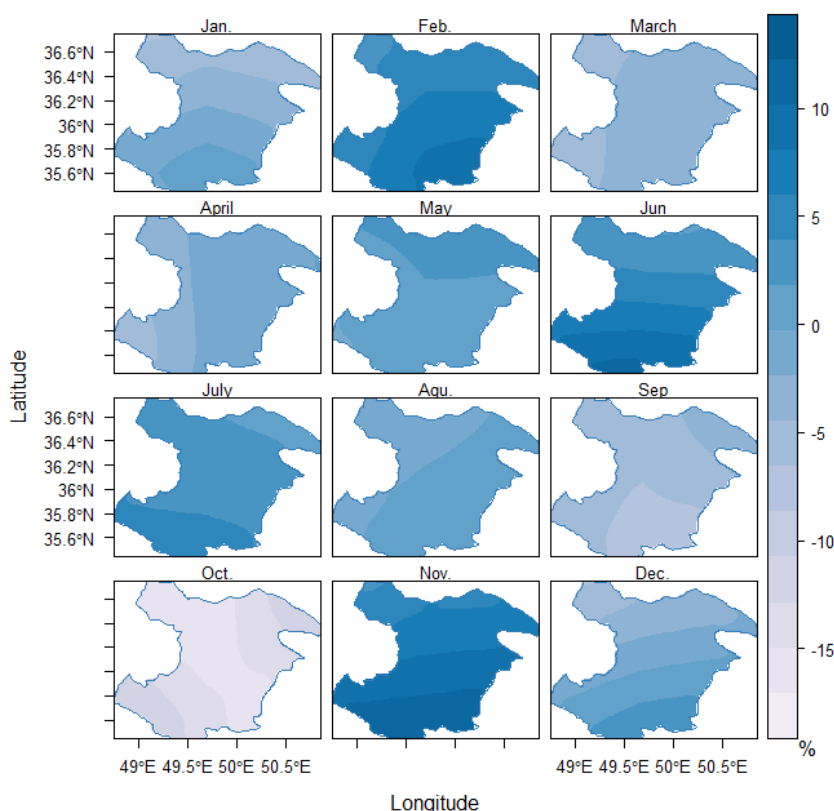 Jan. Feb. March
36.6°N
36.4°N
36.2°N
36°N
35.8°N
35.6°N
April May Jun
July Aqu. Sep
36.6°N
36.4°N
36.2°N
36°N
35.8°N
35.6°N
Oct. Nov. Dec.
49°E 49.5°E 50°E 50.5°E
49°E 49.5°E 50°E 50.5°E
Latitude
Longitude
10
5
0
-5
-10
-15
%